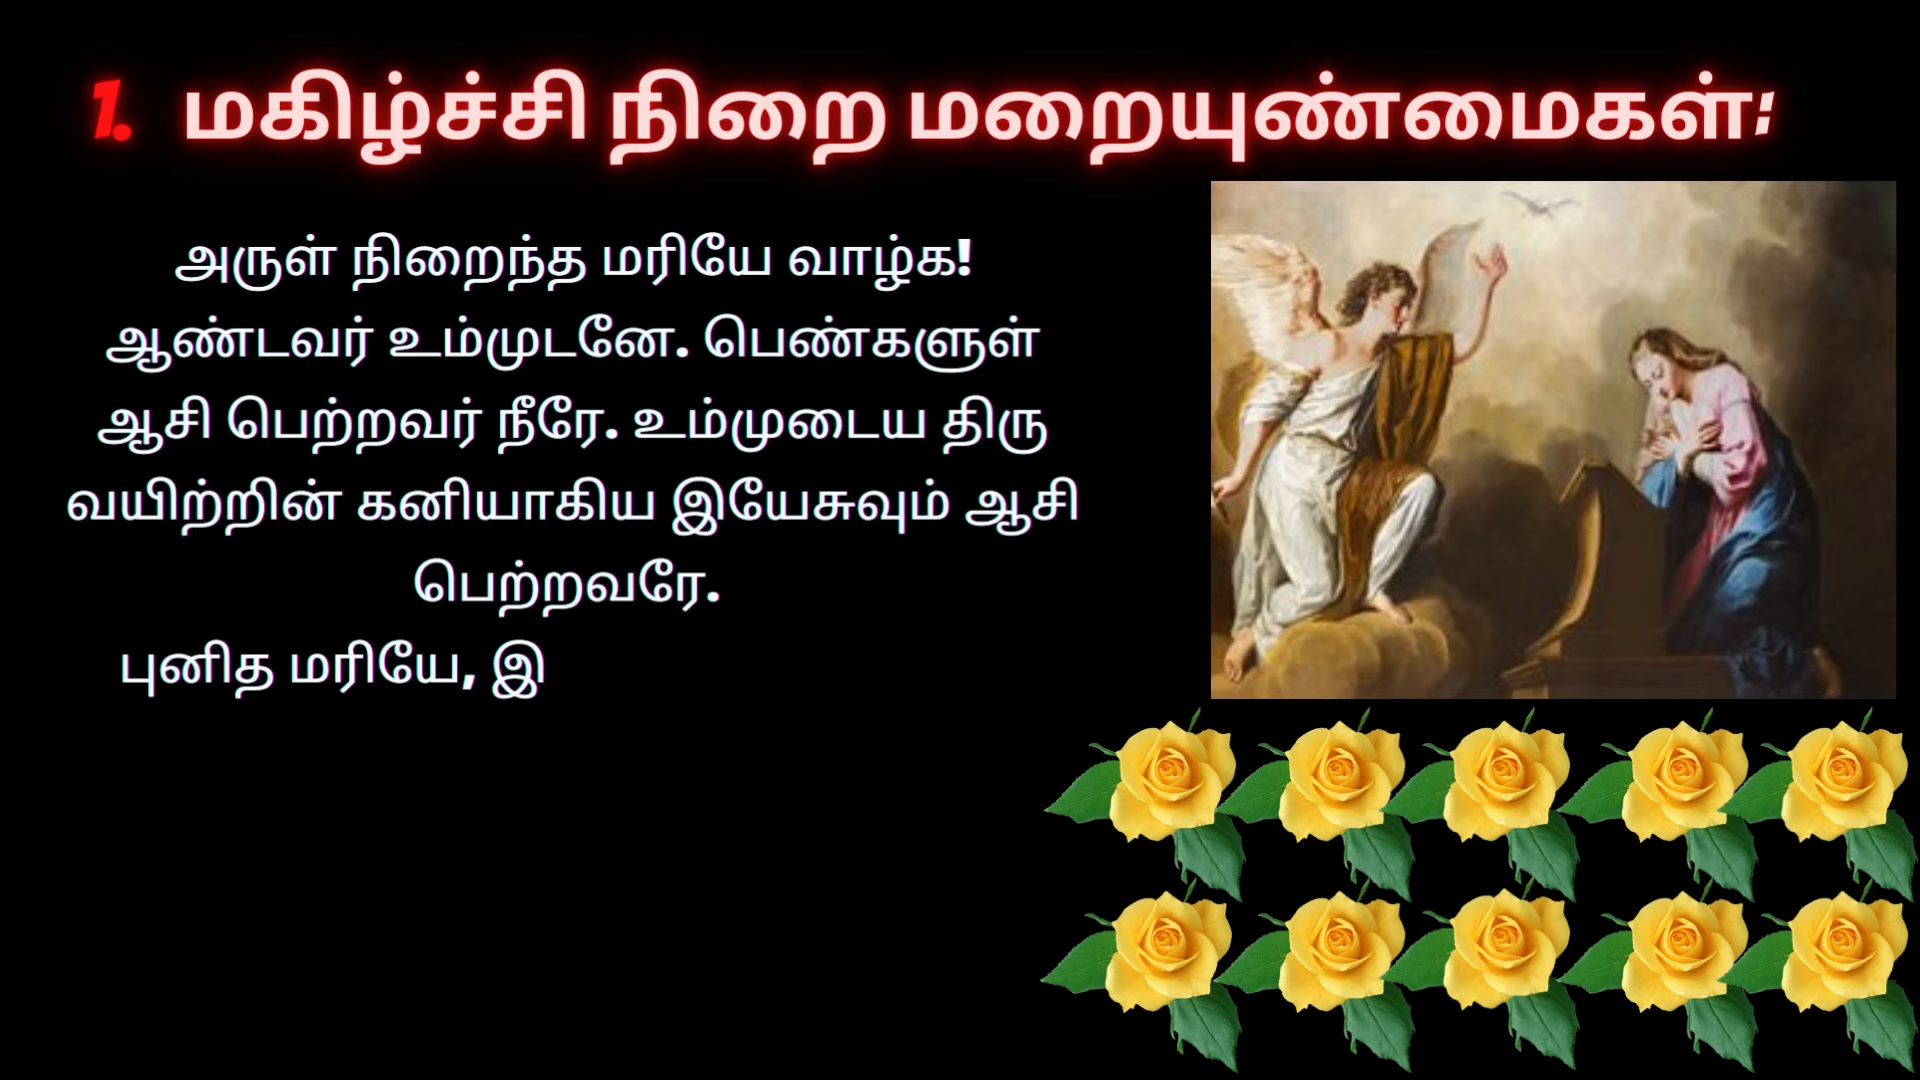 1. மகிழ்ச்சி நிறை மறையுண்மைகள்:
அருள் நிறைந்த மரியே வாழ்க!
ஆண்டவர் உம்முடனே. பெண்களுள்
ஆசி பெற்றவர் நீரே. உம்முடைய திரு
வயிற்றின் கனியாகிய இயேசுவும் ஆசி
பெற்றவரே.
புனித மரியே, இ